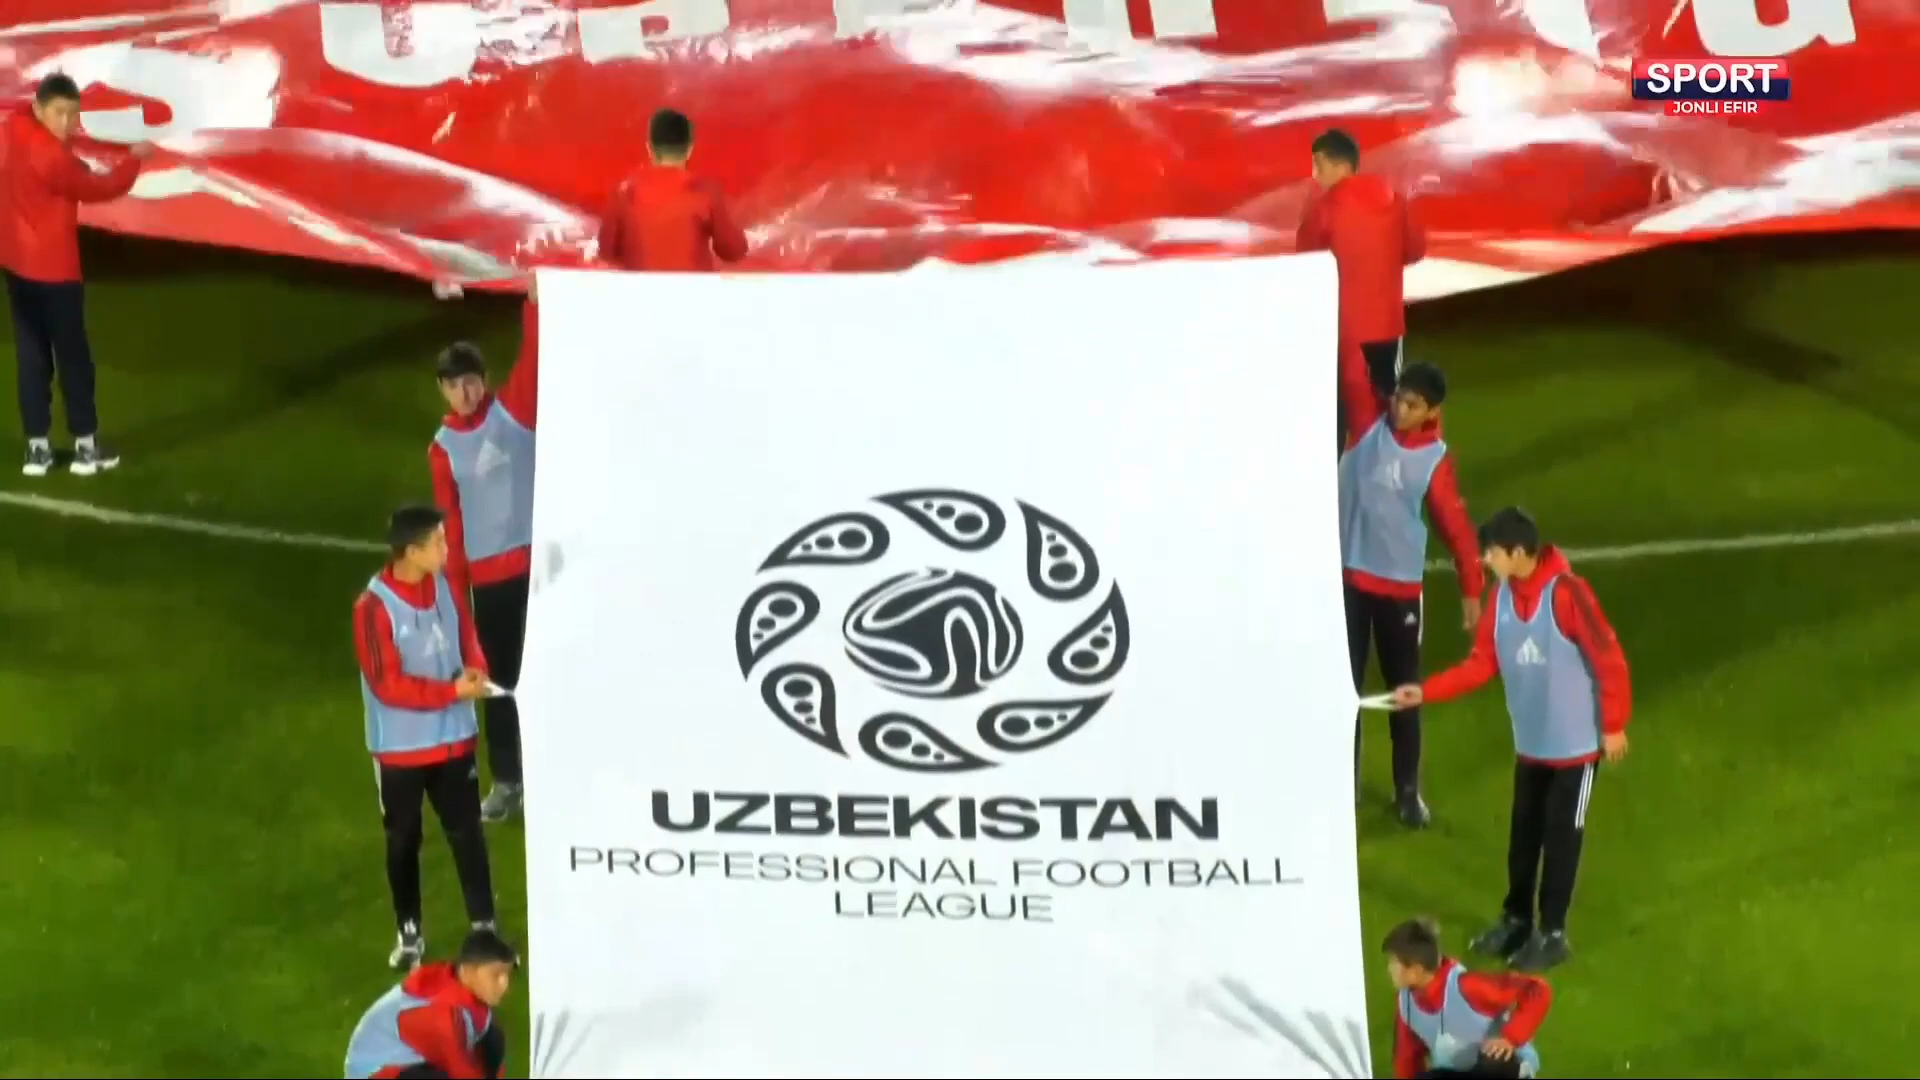 SPORT
JONLI EFIR
UZBEKISTAN
PROFESSIONAL FOOTBALL
LEAGUE